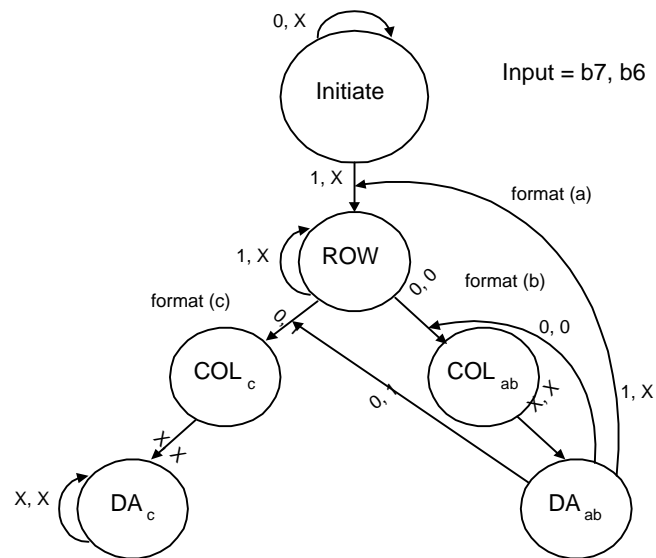 0, X
Initiate
Input = b7, b6
1, X
format (a)
ROW
1, X
0, 0
format (b)
format (c)
0,
0, 0
COL c
COL ab
X, X
0, 1
1, X
X X
X, X
DA c
DA ab